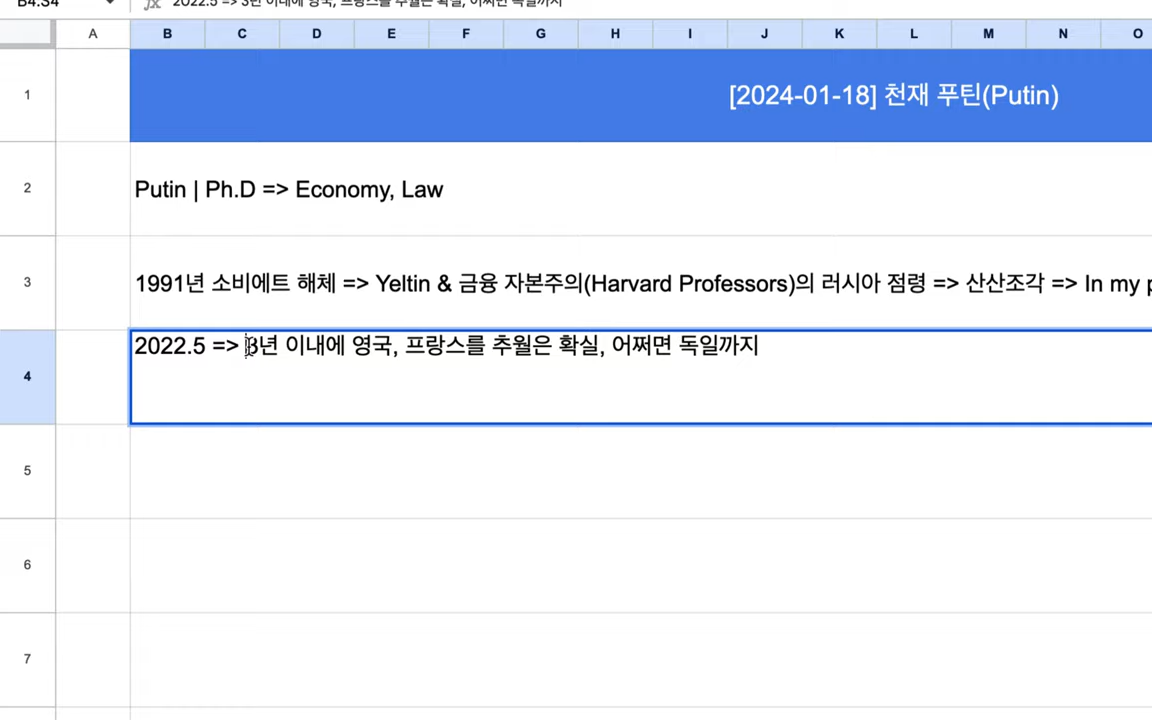 B4:S4
fx 2022.5 => 3년 이내에 영국, 프랑스를 추월은 확실, 어쩌면 독일까지
A B C D E F G H I J K L M N O
1 [2024-01-18] 천재 푸틴(Putin)
2 Putin | Ph.D => Economy, Law
3 1991년 소비에트 해체 => Yeltin & 금융 자본주의(Harvard Professors)의 러시아 점령 => 산산조각 => In my
4 2022.5 => 3년 이내에 영국, 프랑스를 추월은 확실, 어쩌면 독일까지
5
6
7